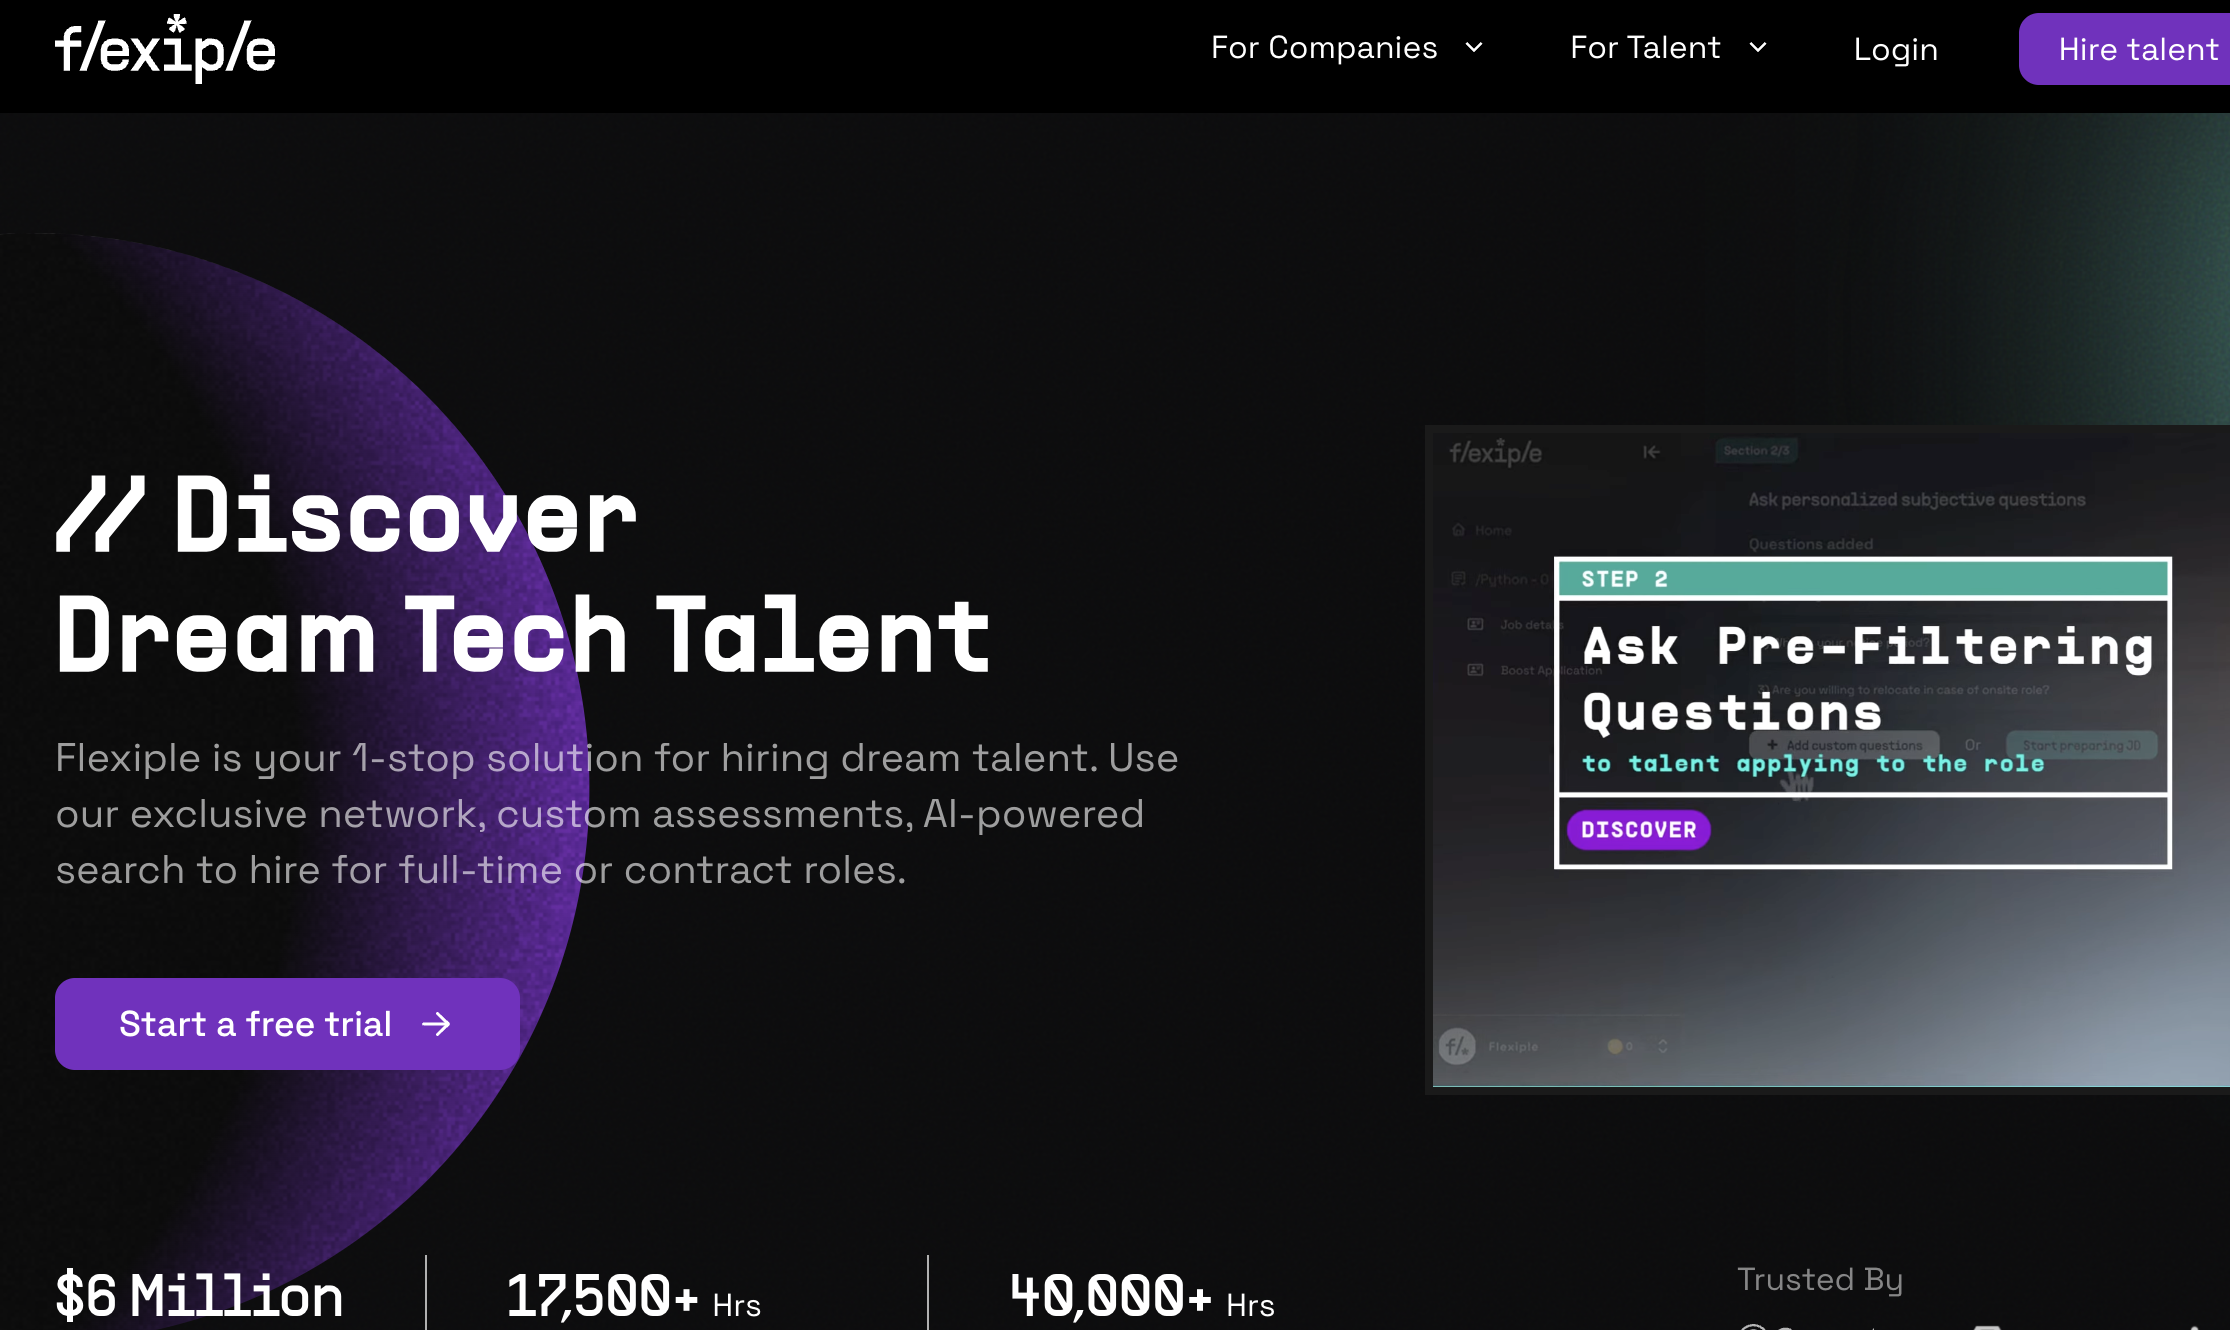 f/exip/e
For Companies
For Talent
Login
Hire talent
// Discover
Dream Tech Talent
Flexiple is your 1-stop solution for hiring dream talent. Use
our exclusive network, custom assessments, AI-powered
search to hire for full-time or contract roles.
Start a free trial
f/exip/e
Section 2/3
Ask personalized subjective questions
Home
Questions added
/Python - 0
STEP 2
Job details
Ask Pre-Filtering
Boost Application
Are you willing to relocate in case of onsite role?
Questions
+ Add custom questions
Or
Start preparing JD
to talent applying to the role
DISCOVER
f/*
Flexiple
0
$6 Million
17,500+ Hrs
40,000+ Hrs
Trusted By